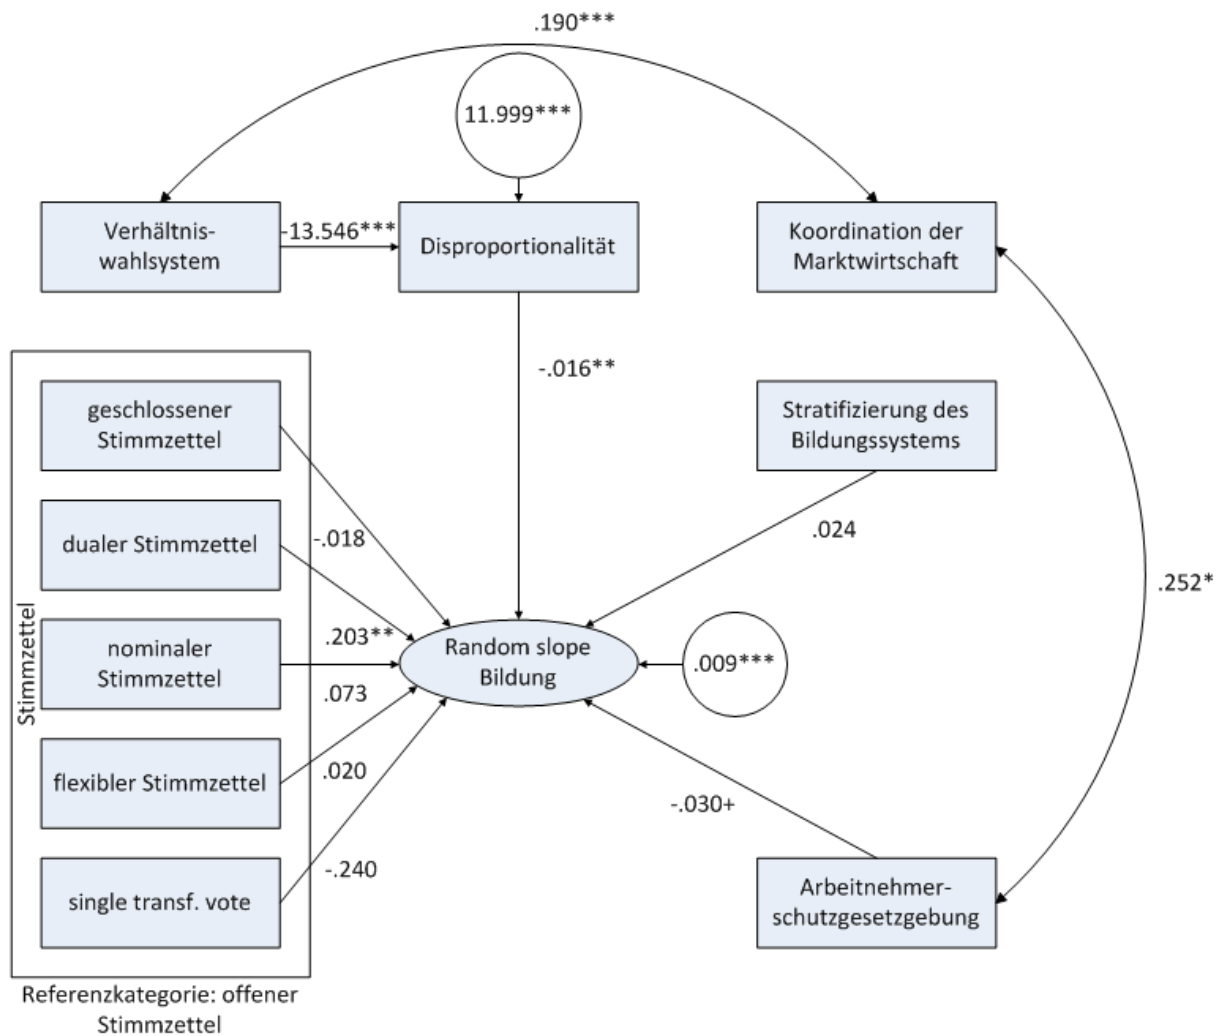 .190***
11.999***
Verhältnis-
wahlsystem
-13.546***
Disproportionalität
Koordination der
Marktwirtschaft
-.016**
geschlossener
Stimmzettel
Stratifizierung des
Bildungssystems
-.018
.024
dualer Stimmzettel
.252*
Stimmzettel
nominaler
Stimmzettel
.203**
.073
Random slope
Bildung
.009***
flexibler Stimmzettel
.020
-.030+
single transf. vote
-.240
Arbeitnehmer-
schutzgesetzgebung
Referenzkategorie: offener
Stimmzettel